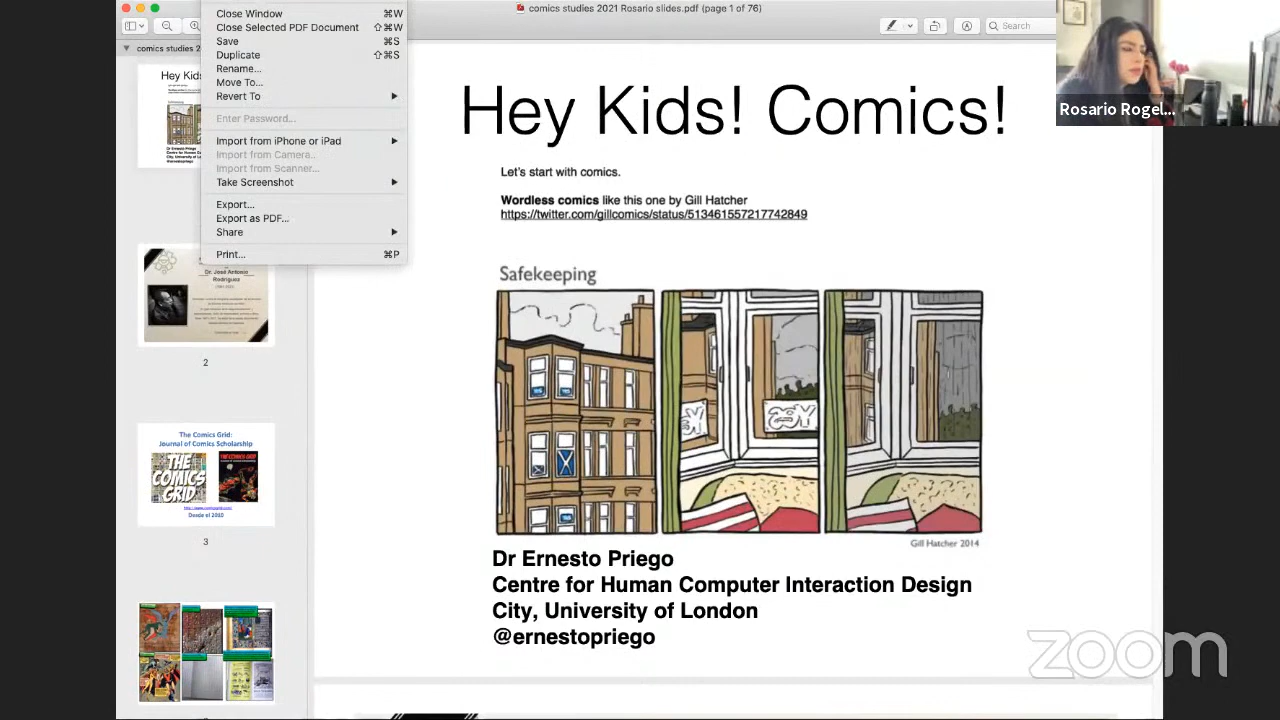 comics studies 2021 Rosario slides.pdf (page 1 of 76)
Search
Close Window ⌘W
Close Selected PDF Document ⇧⌘W
Save ⌘S
Duplicate ⇧⌘S
Rename...
Move To...
Revert To
Enter Password...
Import from iPhone or iPad
Import from Camera...
Import from Scanner...
Take Screenshot
Export...
Export as PDF...
Share
Print... ⌘P
comics studies 2
Hey Kids
Dr. José Antonio
Rodríguez
2
The Comics Grid:
Journal of Comics Scholarship
THE
COMICS
GRID
Desde el 2010
3
Hey Kids! Comics!
Let's start with comics.
Wordless comics like this one by Gill Hatcher
https://twitter.com/gillcomics/status/513461557217742849
Safekeeping
YES
YES
YES
Gill Hatcher 2014
Dr Ernesto Priego
Centre for Human Computer Interaction Design
City, University of London
@ernestopriego
Rosario Rogel...
zoom